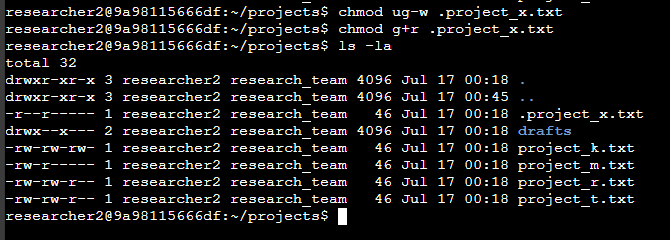 researcher2@9a98115666df:~/projects$ chmod ug-w .project_x.txt
researcher2@9a98115666df:~/projects$ chmod g+r .project_x.txt
researcher2@9a98115666df:~/projects$ ls -la
total 32
drwxr-xr-x 3 researcher2 research_team 4096 Jul 17 00:18 .
drwxr-xr-x 3 researcher2 research_team 4096 Jul 17 00:45 ..
-r--r----- 1 researcher2 research_team   46 Jul 17 00:18 .project_x.txt
drwx--x--- 2 researcher2 research_team 4096 Jul 17 00:18 drafts
-rw-rw-rw- 1 researcher2 research_team   46 Jul 17 00:18 project_k.txt
-rw-r----- 1 researcher2 research_team   46 Jul 17 00:18 project_m.txt
-rw-rw-r-- 1 researcher2 research_team   46 Jul 17 00:18 project_r.txt
-rw-rw-r-- 1 researcher2 research_team   46 Jul 17 00:18 project_t.txt
researcher2@9a98115666df:~/projects$